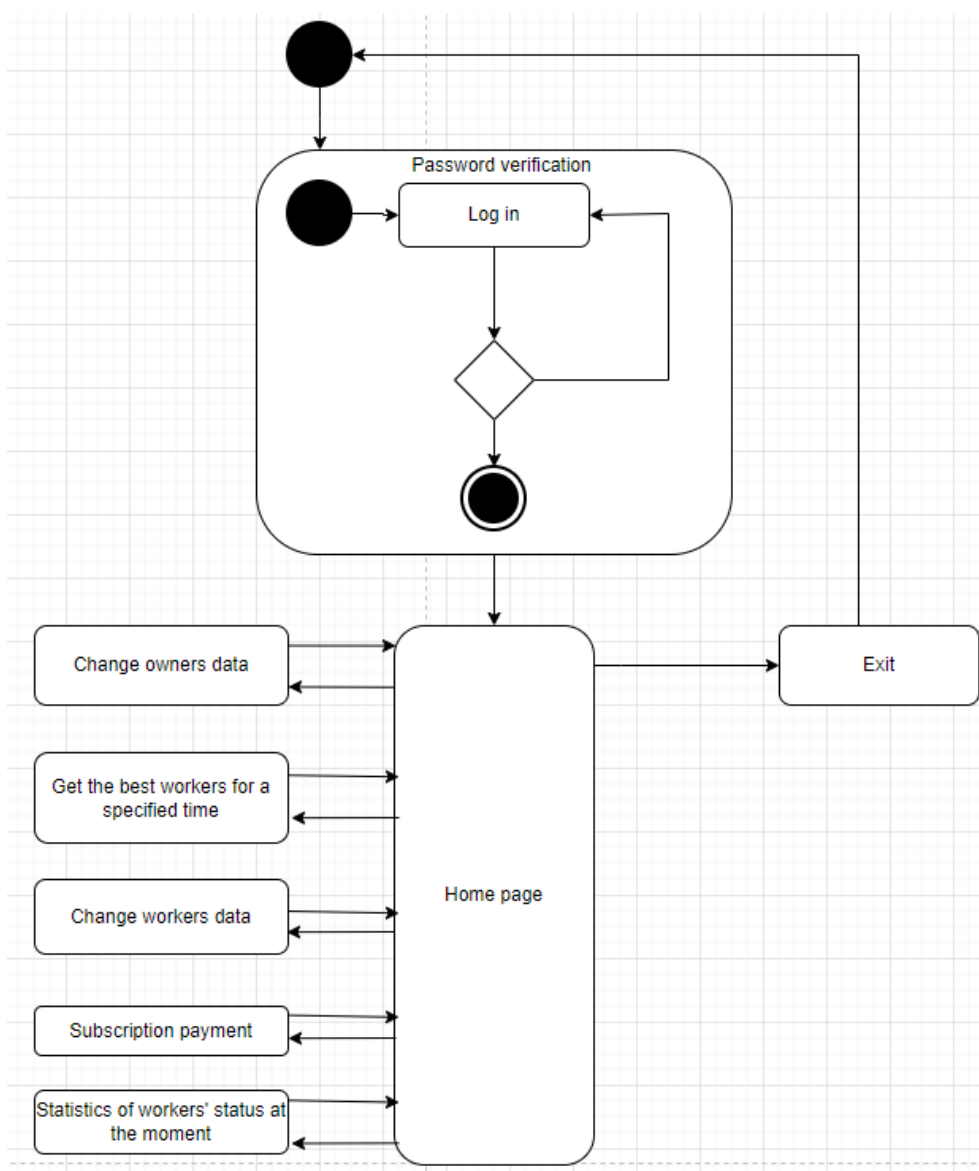 Password verification
Log in
Change owners data
Exit
Get the best workers for a
specified time
Home page
Change workers data
Subscription payment
Statistics of workers' status at
the moment